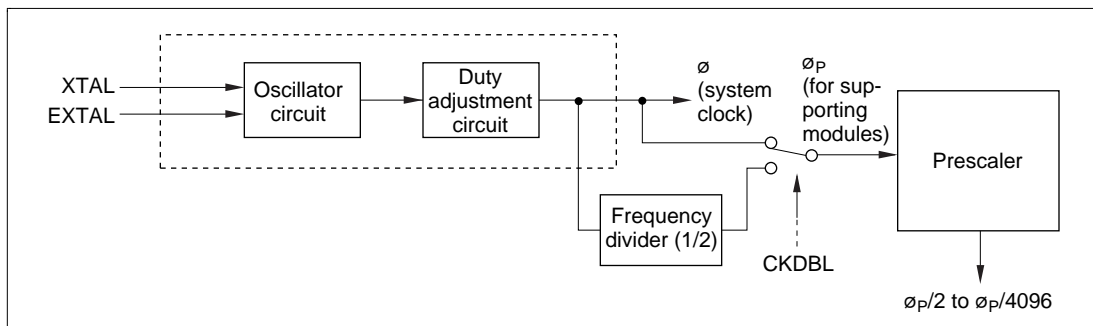 XTAL
EXTAL
Oscillator
circuit
Duty
adjustment
circuit
ø
(system
clock)
øP
(for sup-
porting
modules)
Prescaler
Frequency
divider (1/2)
CKDBL
øP/2 to øP/4096